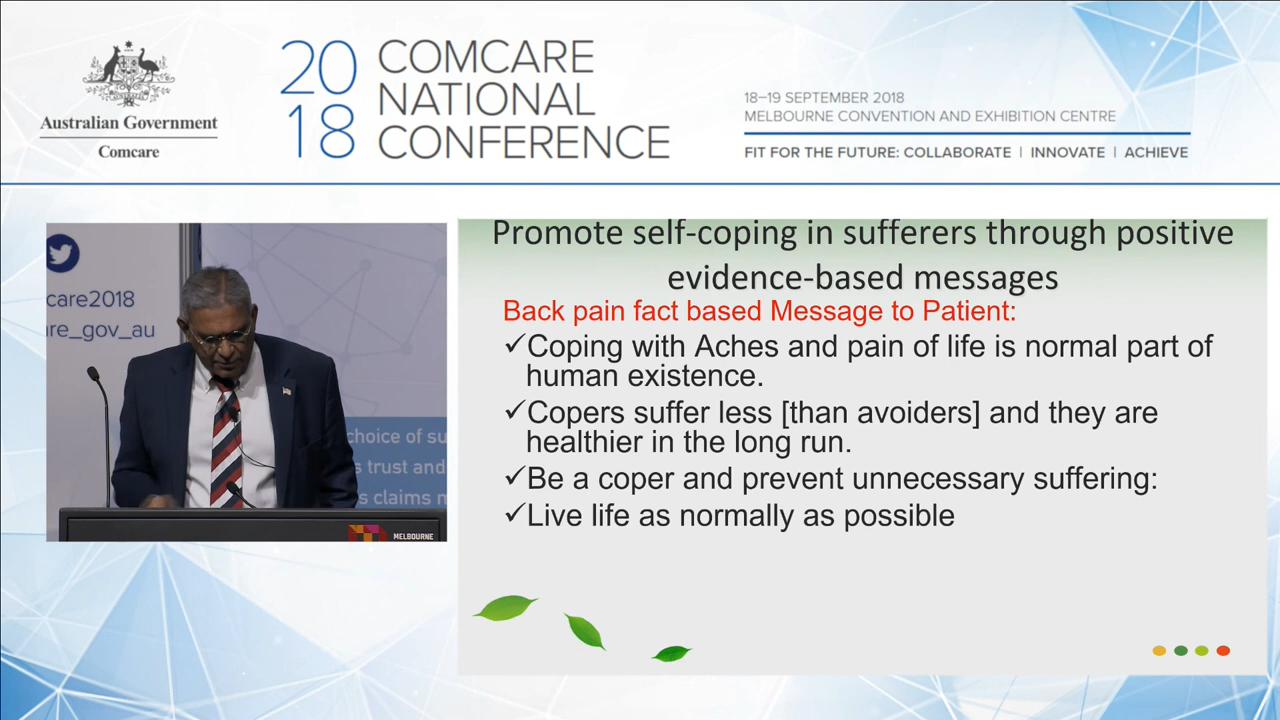 Australian Government
Comcare
20
18
COMCARE
NATIONAL
CONFERENCE
18–19 SEPTEMBER 2018
MELBOURNE CONVENTION AND EXHIBITION CENTRE
FIT FOR THE FUTURE: COLLABORATE | INNOVATE | ACHIEVE
care2018
re_gov_au
choice of su
s trust and
s claims m
MELBOURNE
Promote self-coping in sufferers through positive
evidence-based messages
Back pain fact based Message to Patient:
✓Coping with Aches and pain of life is normal part of
human existence.
✓Copers suffer less [than avoiders] and they are
healthier in the long run.
✓Be a coper and prevent unnecessary suffering:
✓Live life as normally as possible